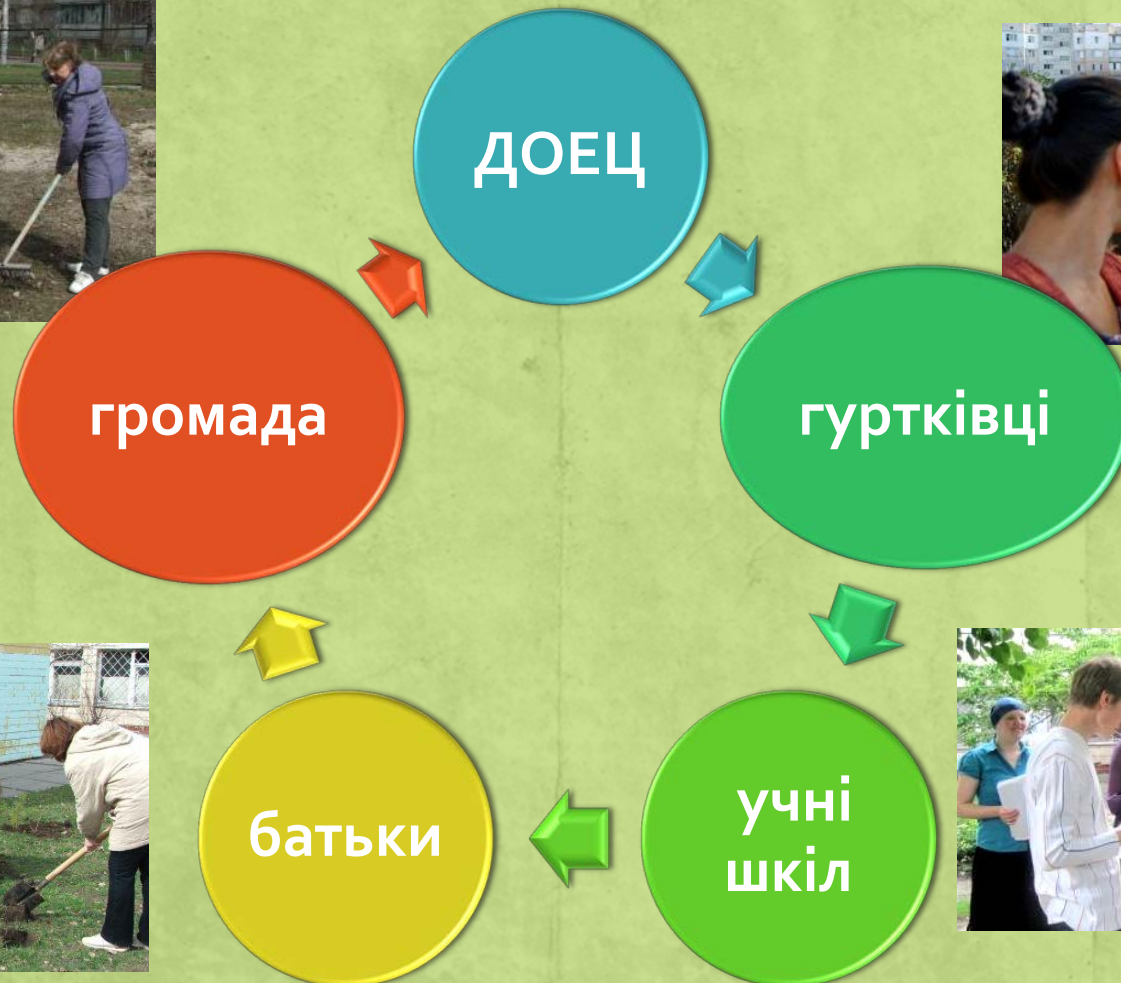 ДОЕЦ
громада
гуртківці
учні
шкіл
батьки